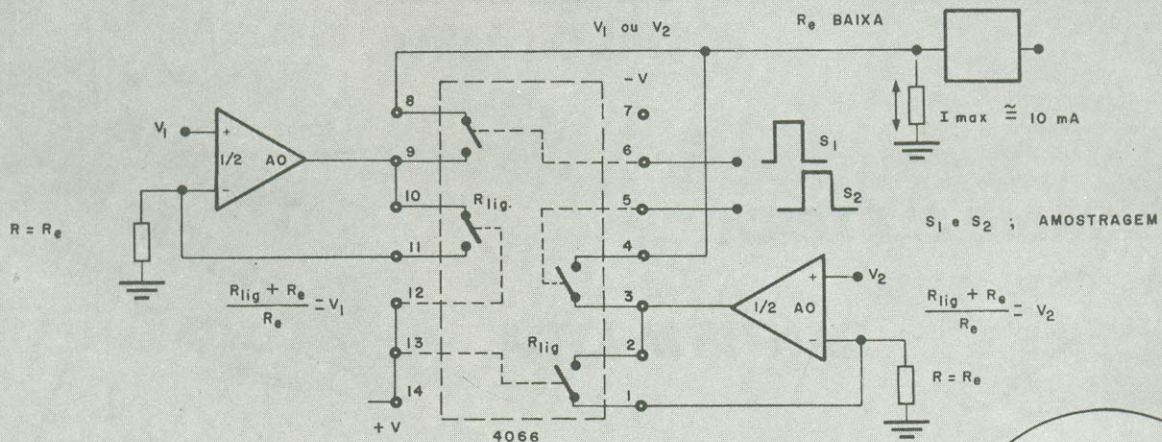 V1 ou V2
Re BAIXA
-V
8
7
I max ≅ 10 mA
V1
+
1/2 AO
-
9
6
S1
10
Rlig.
5
S2
R = Re
S1 e S2 ; AMOSTRAGEM
11
4
Rlig + Re
Re
= V1
12
3
+
V2
1/2 AO
-
Rlig + Re
Re
= V2
13
Rlig
2
R = Re
14
1
+ V
4066